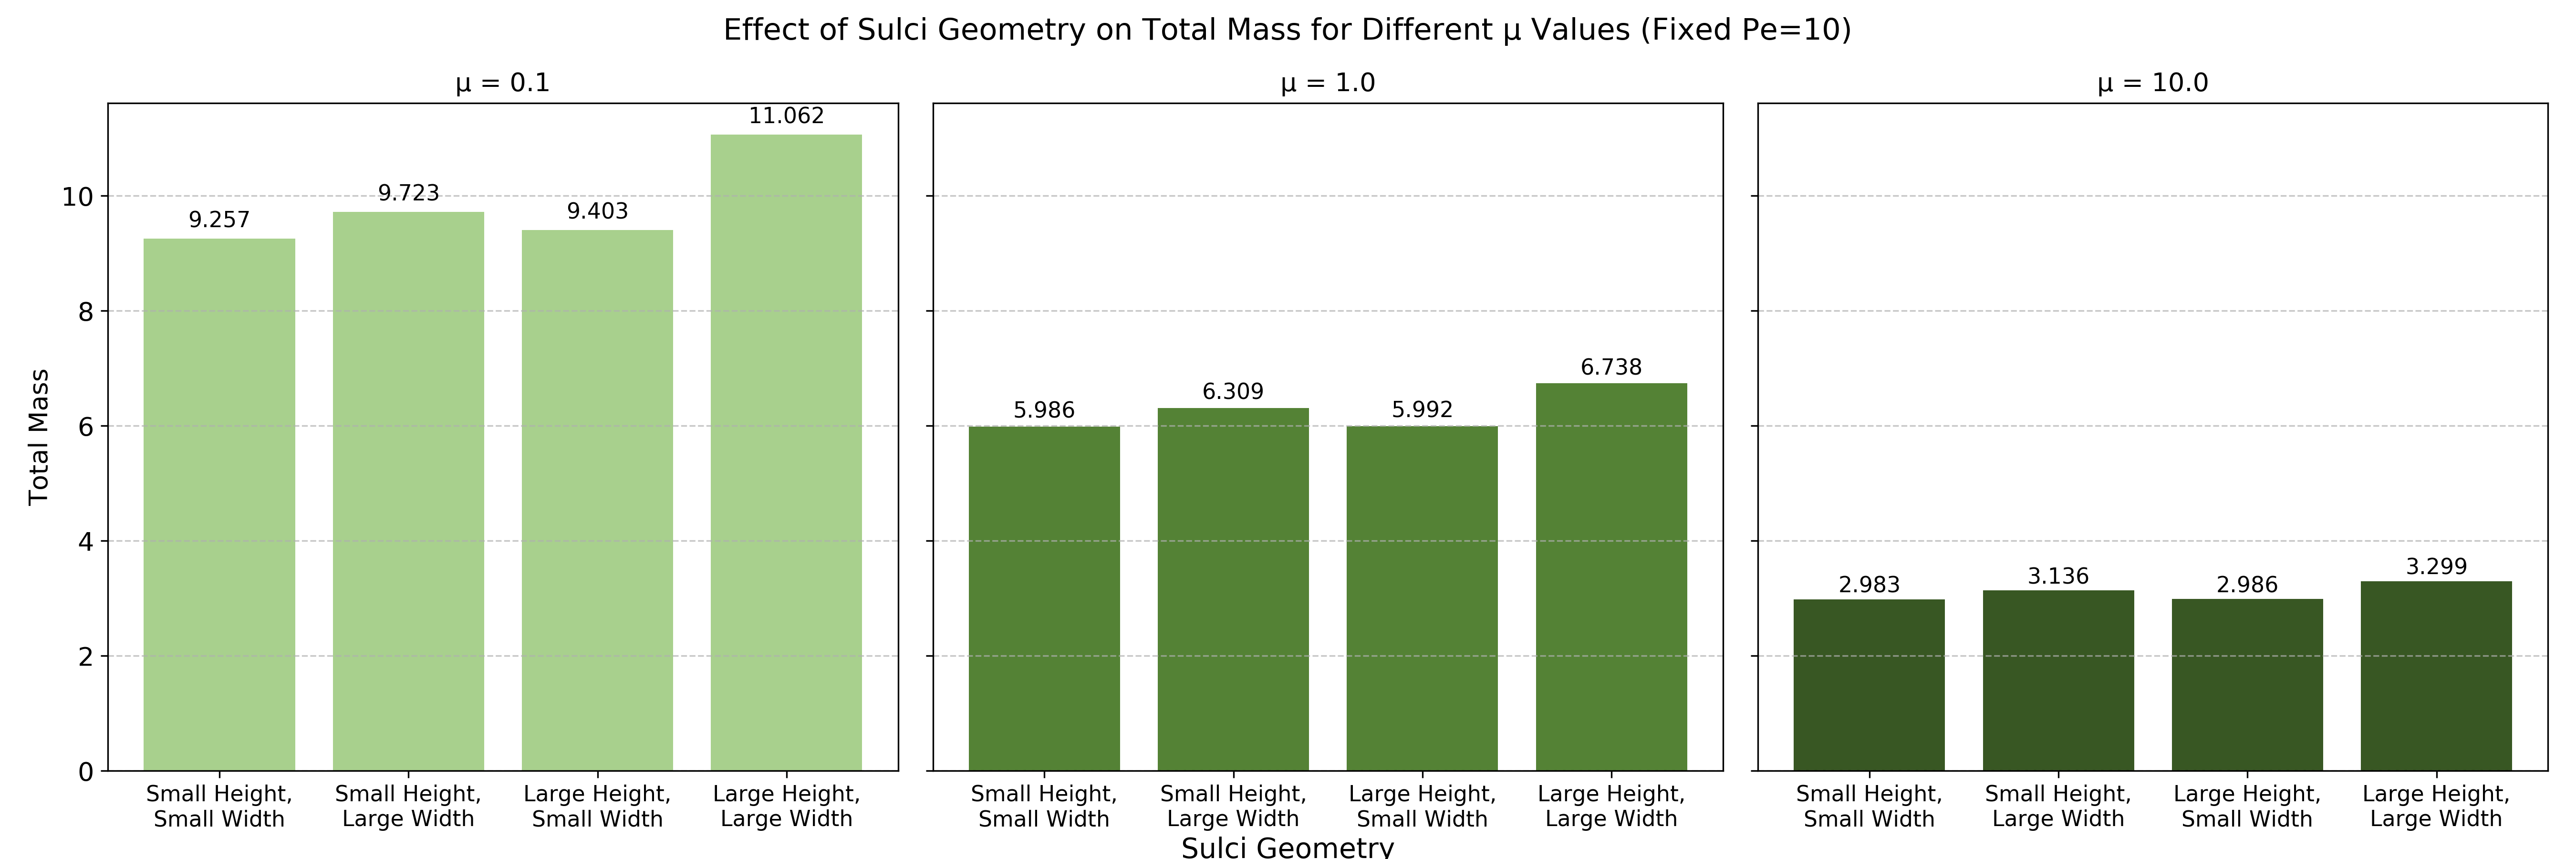 Effect of Sulci Geometry on Total Mass for Different μ Values (Fixed Pe=10)
μ = 0.1
μ = 1.0
μ = 10.0
Total Mass
10
8
6
4
2
0
9.257
9.723
9.403
11.062
5.986
6.309
5.992
6.738
2.983
3.136
2.986
3.299
Small Height,
Small Width
Small Height,
Large Width
Large Height,
Small Width
Large Height,
Large Width
Small Height,
Small Width
Small Height,
Large Width
Large Height,
Small Width
Large Height,
Large Width
Small Height,
Small Width
Small Height,
Large Width
Large Height,
Small Width
Large Height,
Large Width
Sulci Geometry